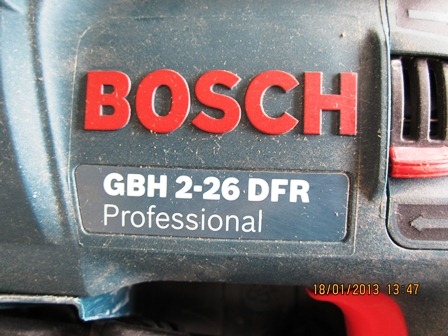 BOSCH
GBH 2-26 DFR
Professional
18/01/2013 13:47